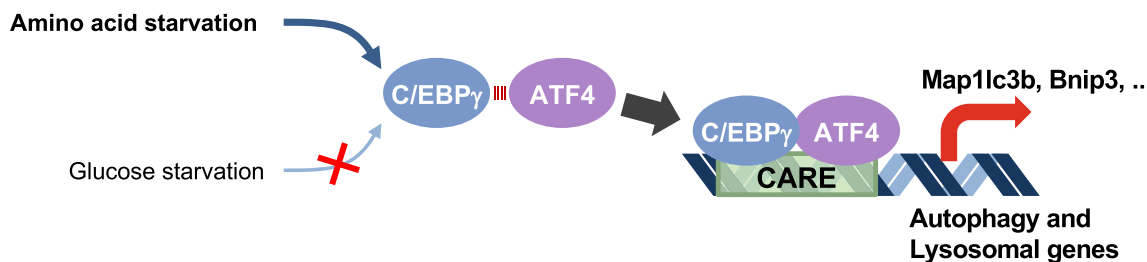 Amino acid starvation
Glucose starvation
C/EBPγ
ATF4
C/EBPγ
ATF4
CARE
Map1lc3b, Bnip3, ..
Autophagy and
Lysosomal genes